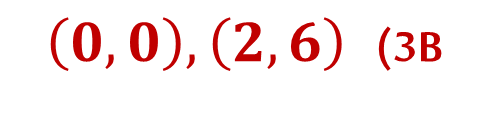 (0, 0), (2, 6) (3B